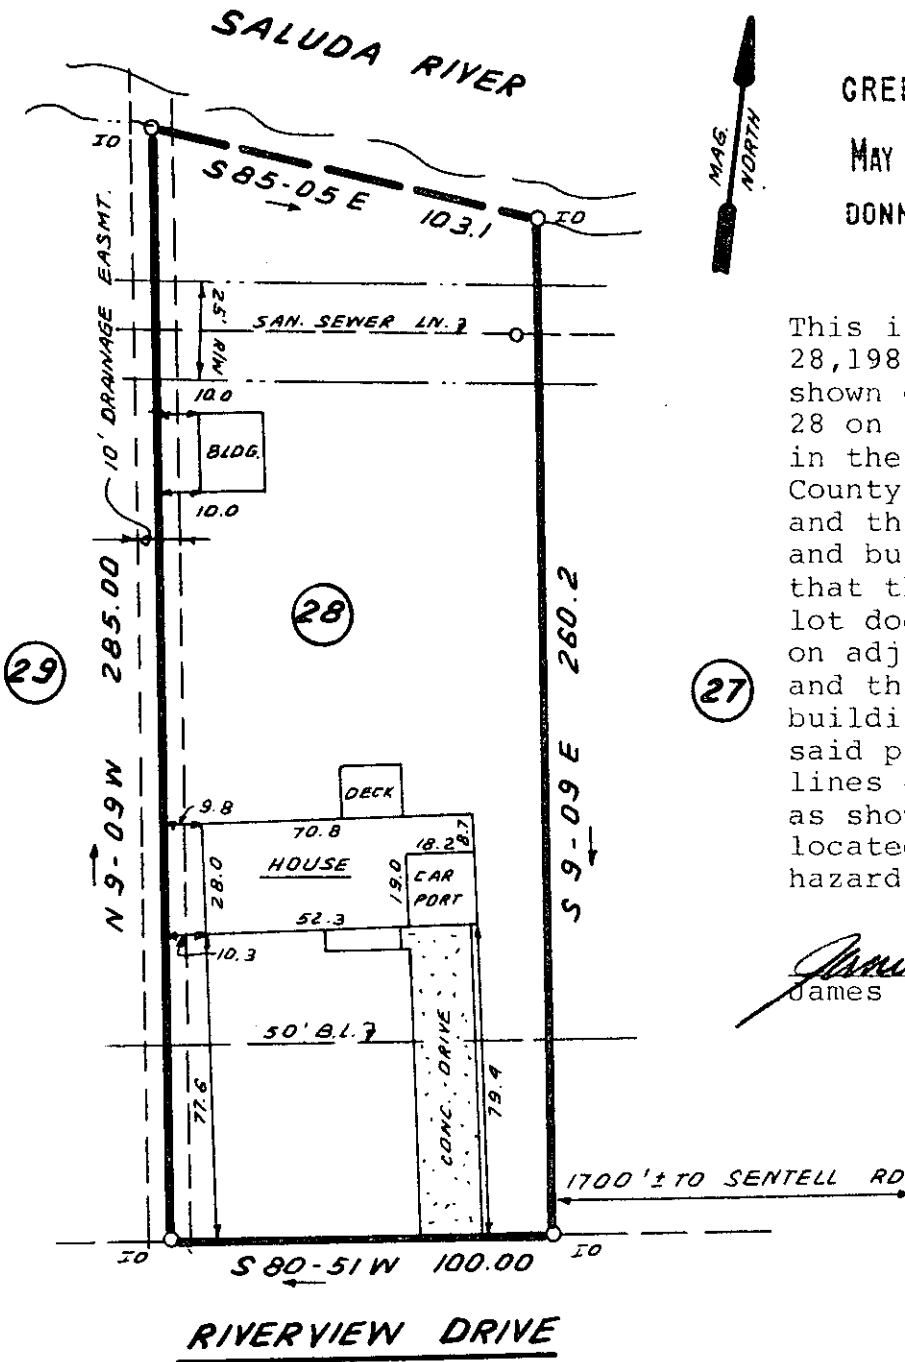 SALUDA RIVER
MAG. NORTH
GREE
MAY
DONN
IO
S 85-05 E 103.1
IO
10' DRAINAGE EASMT.
25' R/W
SAN. SEWER LN.
10.0
BLDG.
10.0
This i
28,198
shown
28 on
in the
County
and th
and bu
that th
lot do
on adj
and th
buildi
said p
lines
as sho
located
hazard
James
29
28
27
N 9-09 W 285.00
S 9-09 E 260.2
DECK
9.8
70.8
8.7
HOUSE
18.2
28.0
19.0
CAR
PORT
52.3
10.3
50' B.L.
77.6
CONC. DRIVE
79.4
1700'± TO SENTELL RD
IO
IO
S 80-51 W 100.00
RIVERVIEW DRIVE